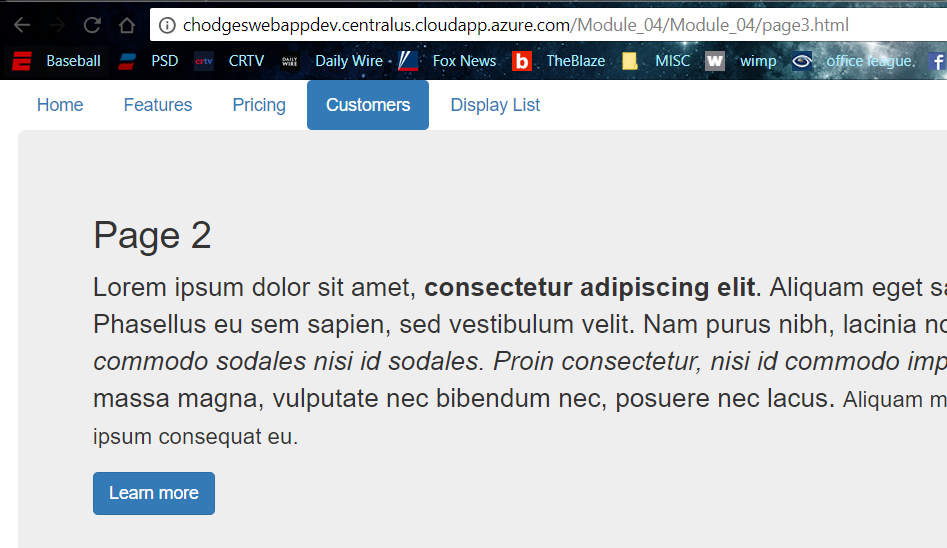 chodgeswebappdev.centralus.cloudapp.azure.com/Module_04/Module_04/page3.html
Baseball PSD crtv CRTV DAILY WIRE Daily Wire - Fox News b TheBlaze MISC W wimp office league. f
Home Features Pricing Customers Display List
Page 2
Lorem ipsum dolor sit amet, consectetur adipiscing elit. Aliquam eget
Phasellus eu sem sapien, sed vestibulum velit. Nam purus nibh, lacinia
commodo sodales nisi id sodales. Proin consectetur, nisi id commodo imp
massa magna, vulputate nec bibendum nec, posuere nec lacus. Aliquam m
ipsum consequat eu.
Learn more